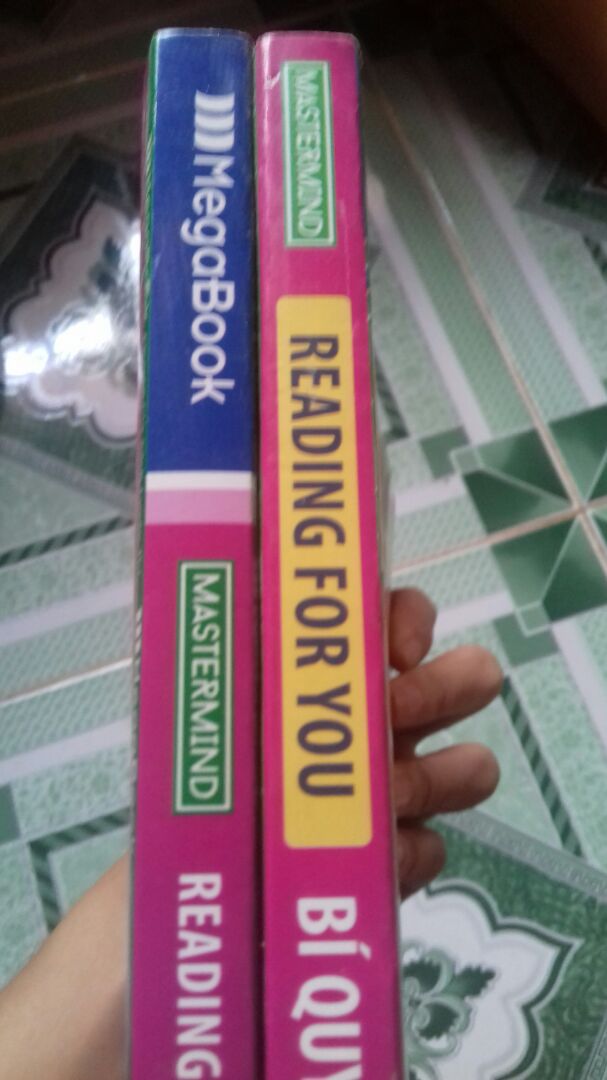 MegaBook
MASTERMIND
READING
MASTERMIND
READING FOR YOU
BÍ QUY